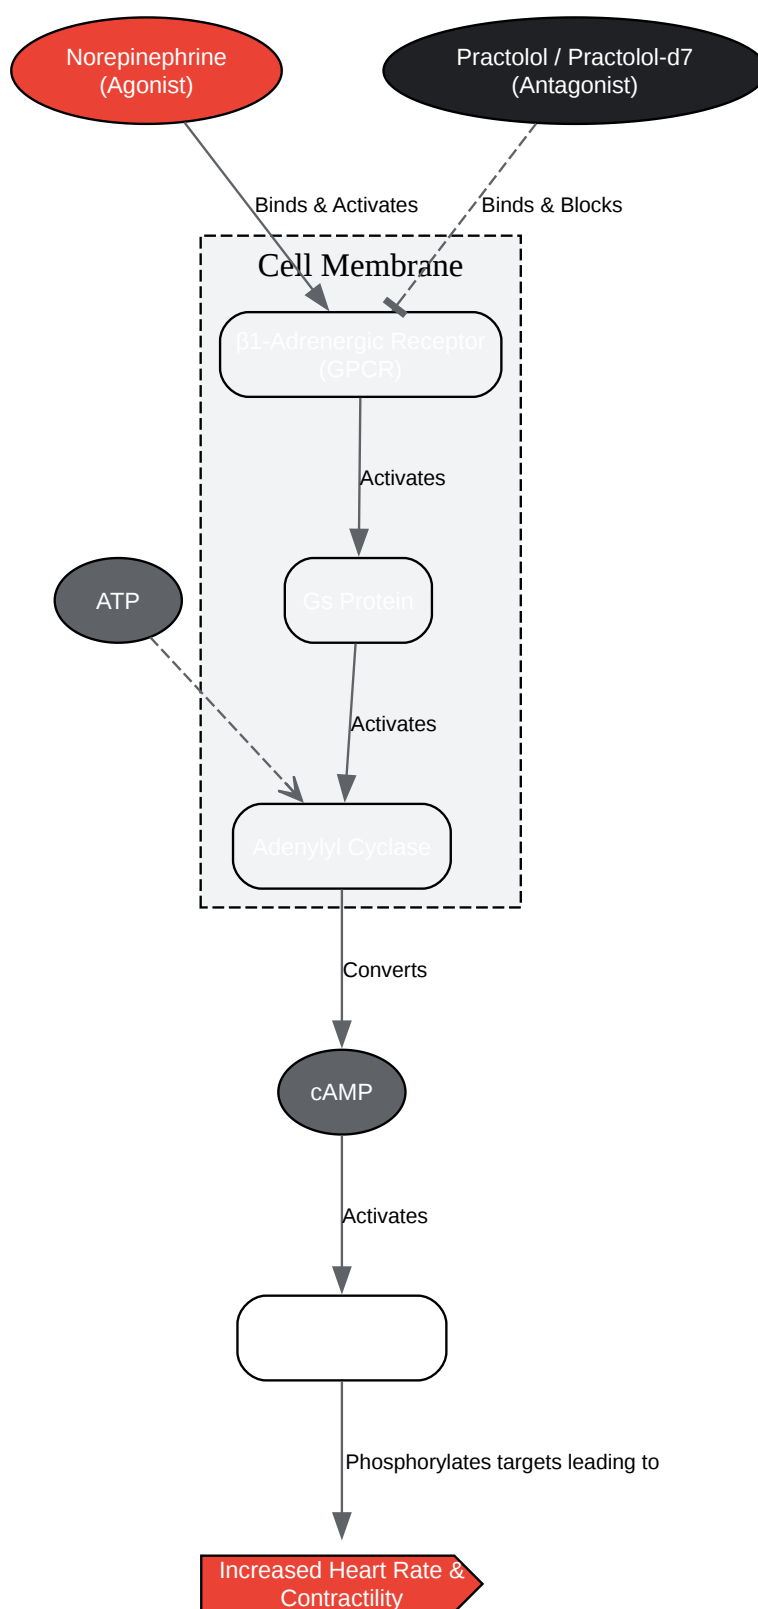 Norepinephrine
(Agonist)
Practolol / Practolol-d7
(Antagonist)
Binds & Activates
Binds & Blocks
Cell Membrane
β1-Adrenergic Receptor
(GPCR)
Activates
ATP
Gs Protein
Activates
Adenylyl Cyclase
Converts
cAMP
Activates
Phosphorylates targets leading to
Increased Heart Rate &
Contractility